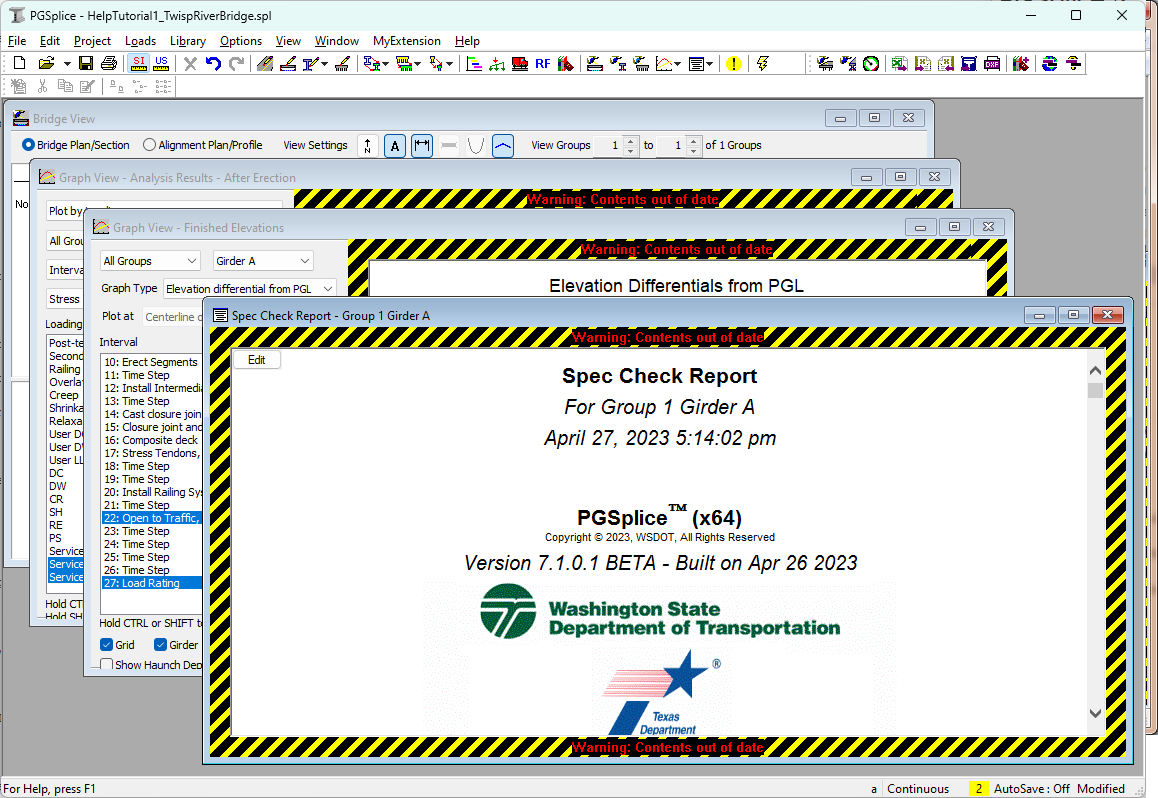 PGSplice - HelpTutorial1_TwispRiverBridge.spl
File Edit Project Loads Library Options View Window MyExtension Help
SI US RF DXF
Bridge View
Bridge Plan/Section Alignment Plan/Profile View Settings N A View Groups 1 to 1 of 1 Groups
No
Graph View - Analysis Results - After Erection
Warning: Contents out of date
Plot by
All Grou
Interva
Stress
Loading
Post-te
Second
Railing
Overla
Creep
Shrinka
Relaxa
User D
User D
User LL
DC
DW
CR
SH
RE
PS
Service
Service
Service
Hold CT
Hold SH
Graph View - Finished Elevations
Warning: Contents out of date
All Groups Girder A
Graph Type Elevation differential from PGL
Elevation Differentials from PGL
Plot at Centerline
Interval
10: Erect Segments
11: Time Step
12: Install Intermedi
13: Time Step
14: Cast closure join
15: Closure joint and
16: Composite deck
17: Stress Tendons,
18: Time Step
19: Time Step
20: Install Railing Sy
21: Time Step
22: Open to Traffic,
23: Time Step
24: Time Step
25: Time Step
26: Time Step
27: Load Rating
Hold CTRL or SHIFT to
Grid Girder
Show Haunch Dep
Spec Check Report - Group 1 Girder A
Warning: Contents out of date
Edit
Spec Check Report
For Group 1 Girder A
April 27, 2023 5:14:02 pm
PGSplice™ (x64)
Copyright © 2023, WSDOT, All Rights Reserved
Version 7.1.0.1 BETA - Built on Apr 26 2023
Washington State
Department of Transportation
®
Texas
Department
Warning: Contents out of date
For Help, press F1 a Continuous 2 AutoSave : Off Modified